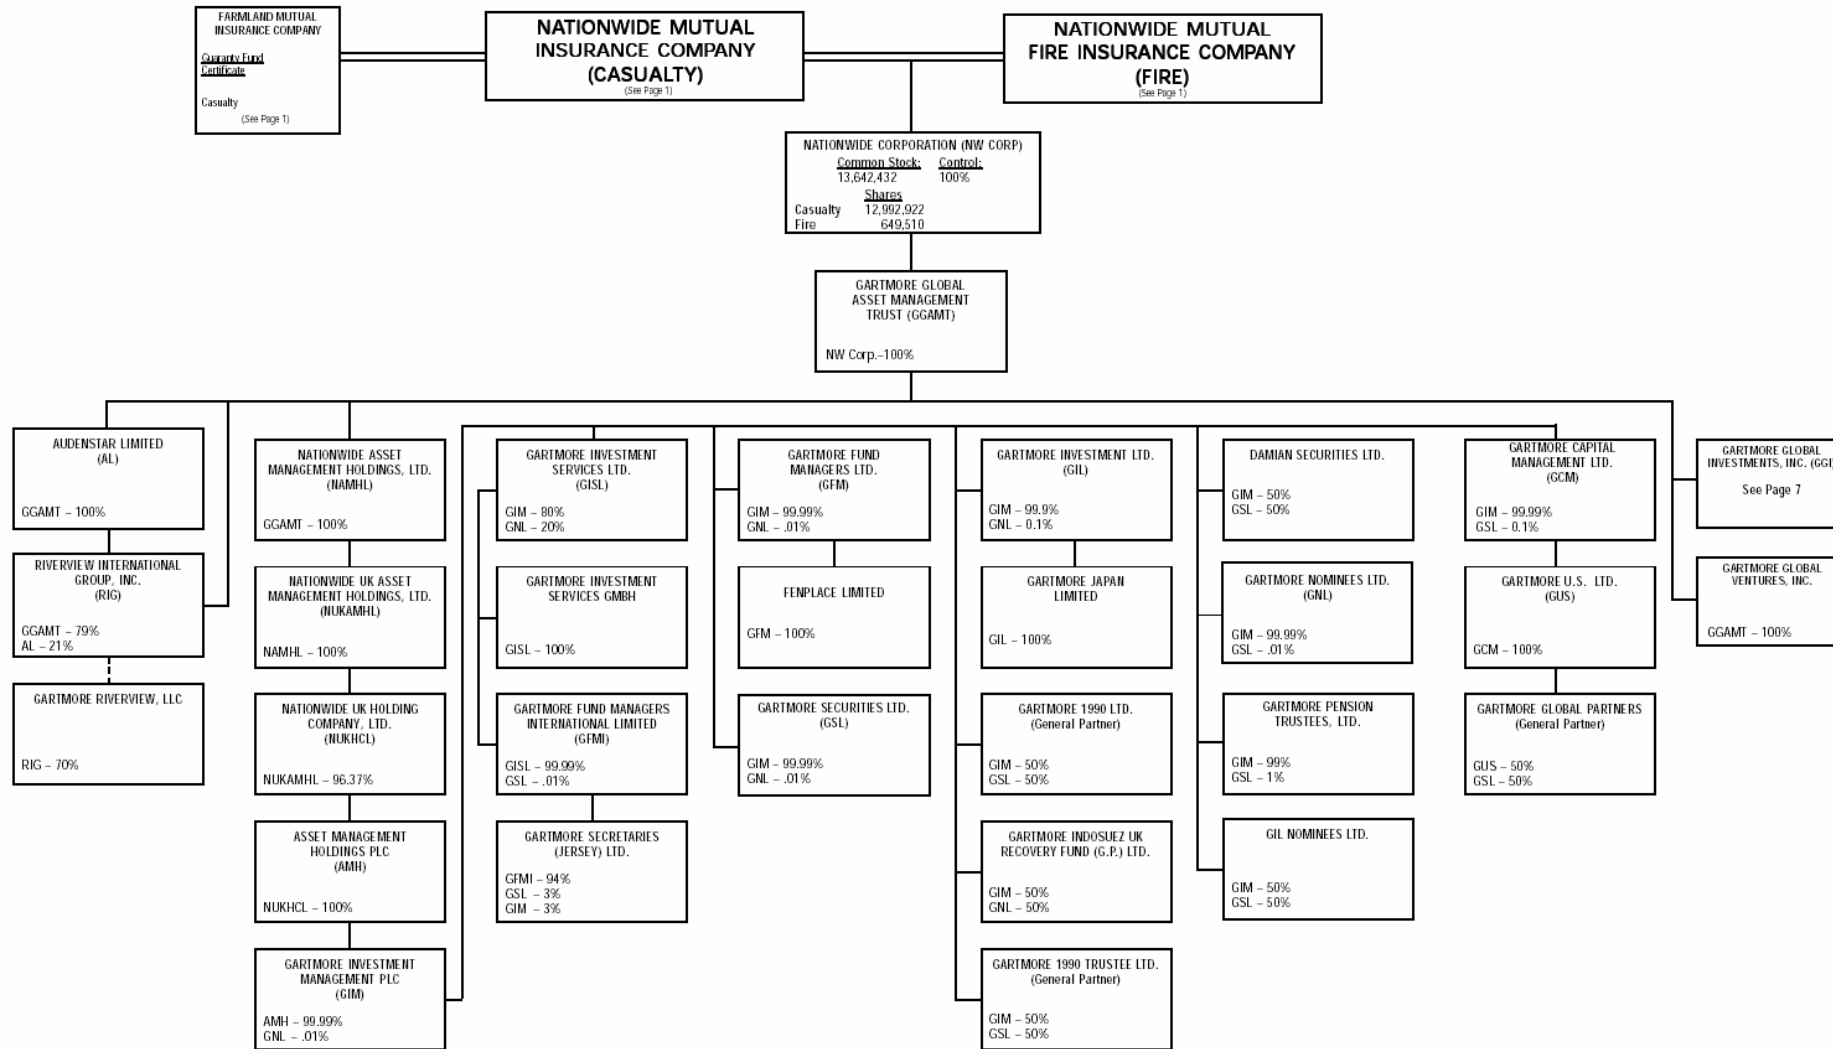 FARMLAND MUTUAL
INSURANCE COMPANY
Guaranty Fund
Certificate
Casualty
(See Page 1)
NATIONWIDE MUTUAL
INSURANCE COMPANY
(CASUALTY)
(See Page 1)
NATIONWIDE MUTUAL
FIRE INSURANCE COMPANY
(FIRE)
(See Page 1)
NATIONWIDE CORPORATION (NW CORP)
Common Stock: Control:
13,642,432 100%
Shares
Casualty 12,992,922
Fire 649,510
GARTMORE GLOBAL
ASSET MANAGEMENT
TRUST (GGAMT)
NW Corp.–100%
AUDENSTAR LIMITED
(AL)
GGAMT – 100%
RIVERVIEW INTERNATIONAL
GROUP, INC.
(RIG)
GGAMT – 79%
AL – 21%
GARTMORE RIVERVIEW, LLC
RIG – 70%
NATIONWIDE ASSET
MANAGEMENT HOLDINGS, LTD.
(NAMHL)
GGAMT – 100%
NATIONWIDE UK ASSET
MANAGEMENT HOLDINGS, LTD.
(NUKAMHL)
NAMHL – 100%
NATIONWIDE UK HOLDING
COMPANY, LTD.
(NUKHCL)
NUKAMHL – 96.37%
ASSET MANAGEMENT
HOLDINGS PLC
(AMH)
NUKHCL – 100%
GARTMORE INVESTMENT
MANAGEMENT PLC
(GIM)
AMH – 99.99%
GNL – .01%
GARTMORE INVESTMENT
SERVICES LTD.
(GISL)
GIM – 80%
GNL – 20%
GARTMORE INVESTMENT
SERVICES GMBH
GISL – 100%
GARTMORE FUND MANAGERS
INTERNATIONAL LIMITED
(GFMI)
GISL – 99.99%
GSL – .01%
GARTMORE SECRETARIES
(JERSEY) LTD.
GFMI – 94%
GSL – 3%
GIM – 3%
GARTMORE FUND
MANAGERS LTD.
(GFM)
GIM – 99.99%
GNL – .01%
FENPLACE LIMITED
GFM – 100%
GARTMORE SECURITIES LTD.
(GSL)
GIM – 99.99%
GNL – .01%
GARTMORE INVESTMENT LTD.
(GIL)
GIM – 99.9%
GNL – 0.1%
GARTMORE JAPAN
LIMITED
GIL – 100%
GARTMORE 1990 LTD.
(General Partner)
GIM – 50%
GSL – 50%
GARTMORE INDOSUEZ UK
RECOVERY FUND (G.P.) LTD.
GIM – 50%
GNL – 50%
GARTMORE 1990 TRUSTEE LTD.
(General Partner)
GIM – 50%
GSL – 50%
DAMIAN SECURITIES LTD.
GIM – 50%
GSL – 50%
GARTMORE NOMINEES LTD.
(GNL)
GIM – 99.99%
GSL – .01%
GARTMORE PENSION
TRUSTEES, LTD.
GIM – 99%
GSL – 1%
GIL NOMINEES LTD.
GIM – 50%
GSL – 50%
GARTMORE CAPITAL
MANAGEMENT LTD.
(GCM)
GIM – 99.99%
GSL – 0.1%
GARTMORE U.S. LTD.
(GUS)
GCM – 100%
GARTMORE GLOBAL PARTNERS
(General Partner)
GUS – 50%
GSL – 50%
GARTMORE GLOBAL
INVESTMENTS, INC. (GGI)
See Page 7
GARTMORE GLOBAL
VENTURES, INC.
GGAMT – 100%